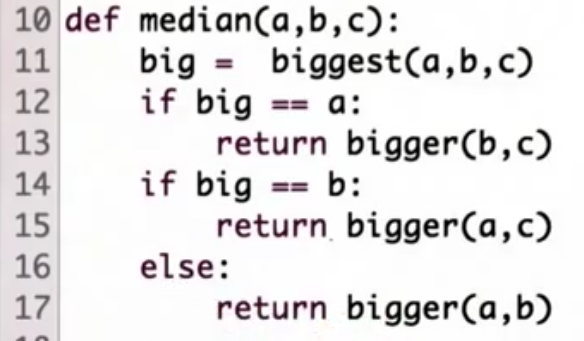 10 def median(a,b,c):
11     big =  biggest(a,b,c)
12     if big == a:
13         return bigger(b,c)
14     if big == b:
15         return bigger(a,c)
16     else:
17         return bigger(a,b)